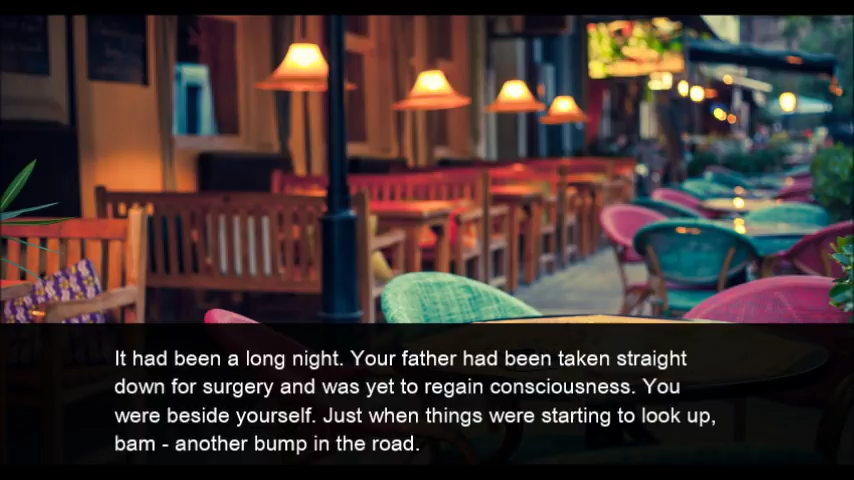 It had been a long night. Your father had been taken straight
down for surgery and was yet to regain consciousness. You
were beside yourself. Just when things were starting to look up,
bam - another bump in the road.